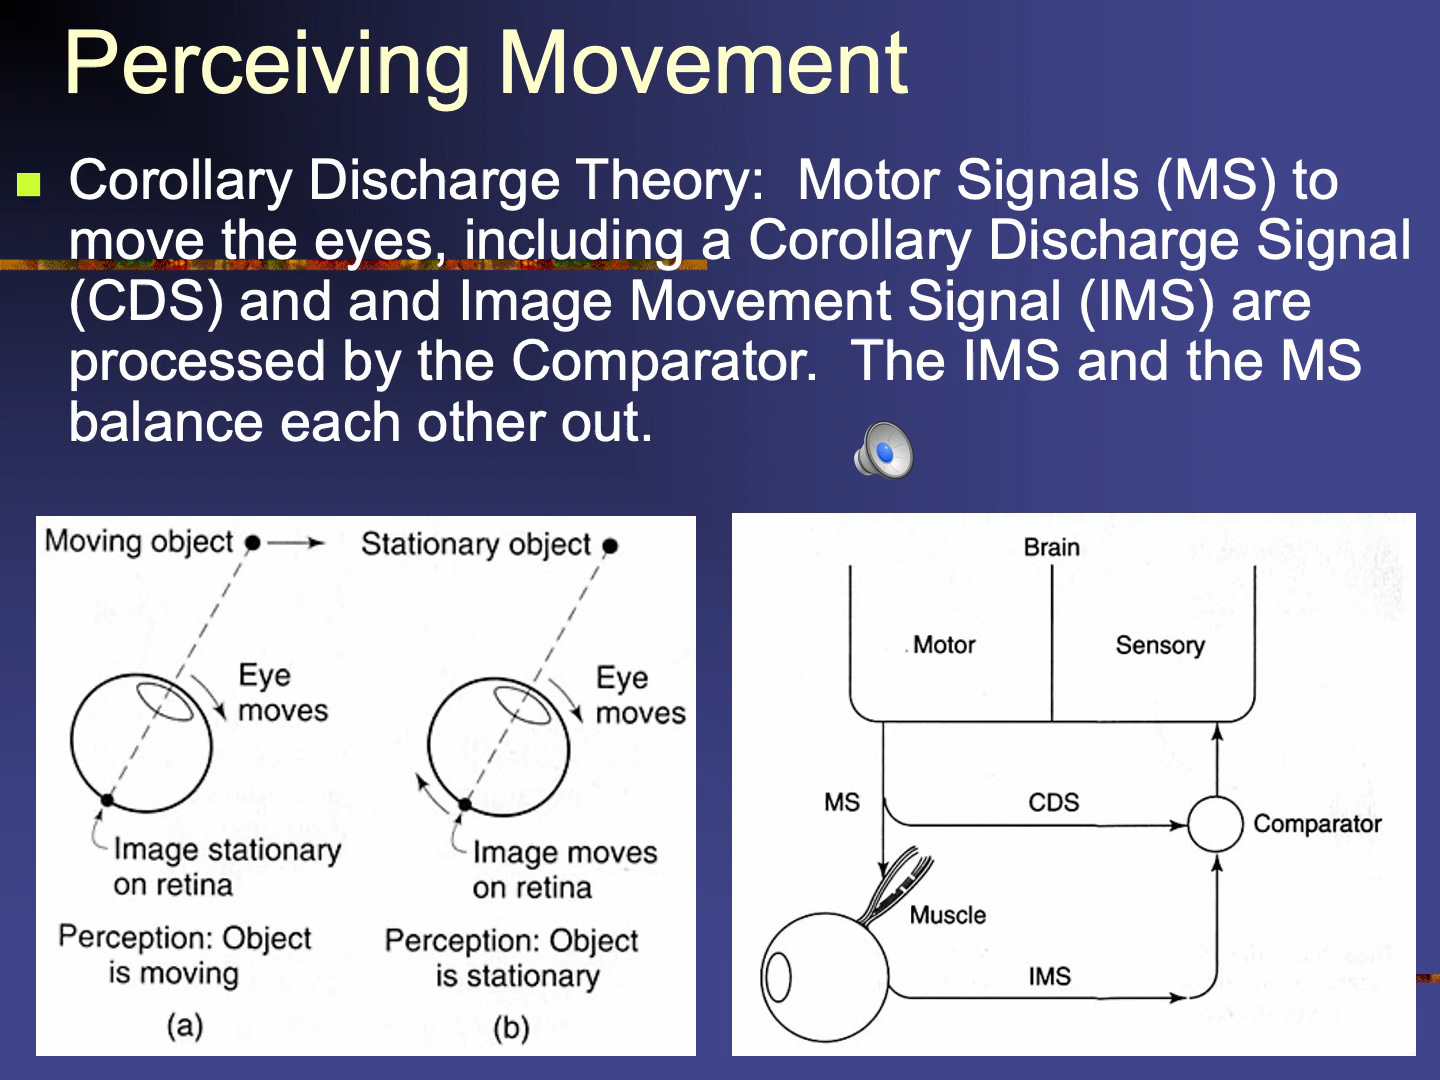 Perceiving Movement
Corollary Discharge Theory:  Motor Signals (MS) to
move the eyes, including a Corollary Discharge Signal
(CDS) and and Image Movement Signal (IMS) are
processed by the Comparator.  The IMS and the MS
balance each other out.
Moving object
Eye
moves
Image stationary
on retina
Perception: Object
is moving
(a)
Stationary object
Eye
moves
Image moves
on retina
Perception: Object
is stationary
(b)
Brain
Motor
Sensory
MS
CDS
Comparator
Muscle
IMS